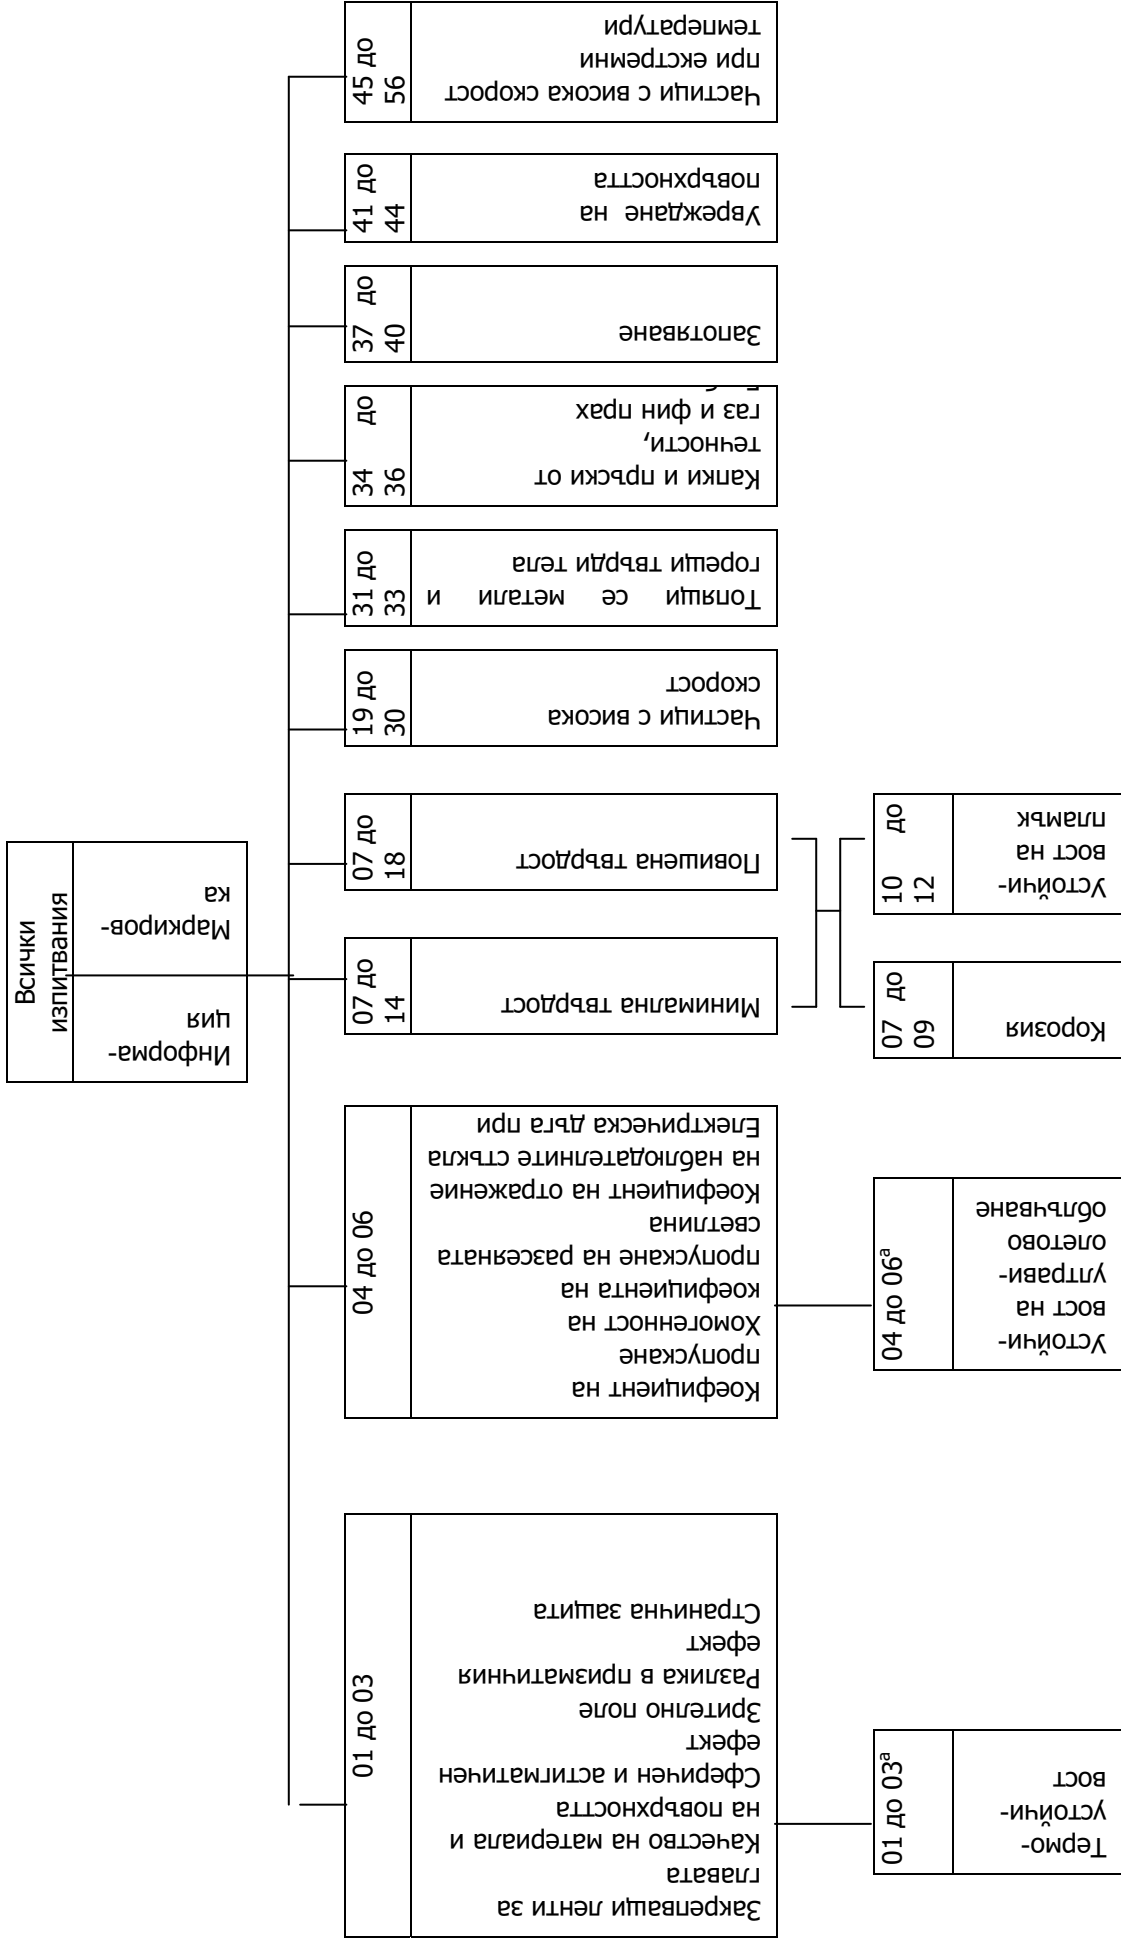 Всички
изпитвания
Информа-
ция
Маркиров-
ка
01 до 03
Закрепващи ленти за
главата
Качество на материала и
на повърхността
Сферичен и астигматичен
ефект
Зрително поле
Разлика в призматичния
ефект
Странична защита
04 до 06
Коефициент на
пропускане
Хомогенност на
коефициента на
пропускане на разсеяната
светлина
Коефициент на отражение
на наблюдателните стъкла
Електрическа дъга при
07 до
14
Минимална твърдост
07 до
18
Повишена твърдост
19 до
30
Частици с висока
скорост
31 до
33
Топящи се метали и
горещи твърди тела
34 до
36
Капки и пръски от
течности,
газ и фин прах
37 до
40
Запотяване
41 до
44
Увреждане на
повърхността
45 до
56
Частици с висока скорост
при екстремни
температури
01 до 03ª
Термо-
устойчи-
вост
04 до 06ª
Устойчи-
вост на
ултрави-
олетово
облъчване
07 до
09
Корозия
10 до
12
Устойчи-
вост на
пламък